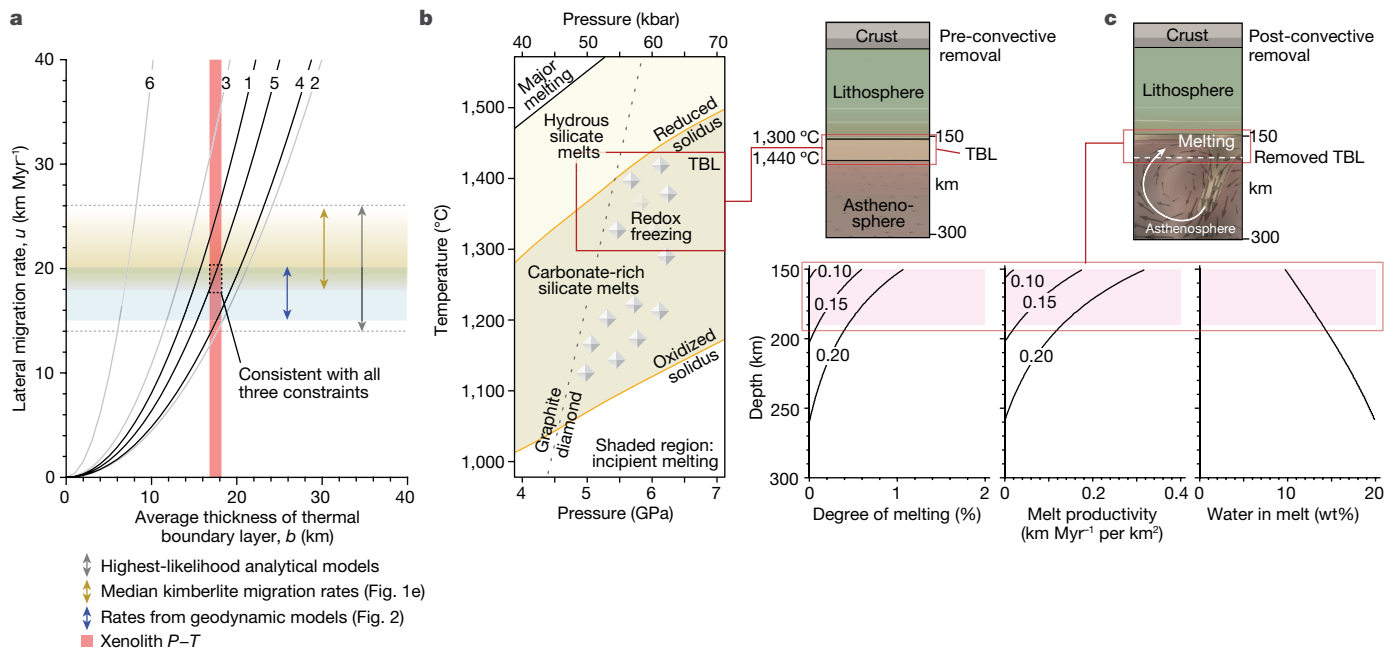 a
Lateral migration rate, u (km Myr⁻¹)
40
30
20
10
0
6
3
1
5
4
2
Consistent with all
three constraints
0
10
20
30
40
Average thickness of thermal
boundary layer, b (km)
Highest-likelihood analytical models
Median kimberlite migration rates (Fig. 1e)
Rates from geodynamic models (Fig. 2)
Xenolith P–T
b
Pressure (kbar)
40
50
60
70
Temperature (°C)
1,500
1,400
1,300
1,200
1,100
1,000
Major
melting
Hydrous
silicate
melts
Reduced
solidus
TBL
Redox
freezing
Carbonate-rich
silicate melts
Oxidized
solidus
Graphite
diamond
Shaded region:
incipient melting
4
5
6
7
Pressure (GPa)
Crust
Lithosphere
Pre-convective
removal
1,300 °C
1,440 °C
150
TBL
km
Astheno-
sphere
300
c
Crust
Lithosphere
Post-convective
removal
150
Melting
Removed TBL
km
Asthenosphere
300
Depth (km)
150
200
250
300
0.10
0.15
0.20
0
1
2
Degree of melting (%)
0.10
0.15
0.20
0
0.2
0.4
Melt productivity
(km Myr⁻¹ per km²)
0
10
20
Water in melt (wt%)